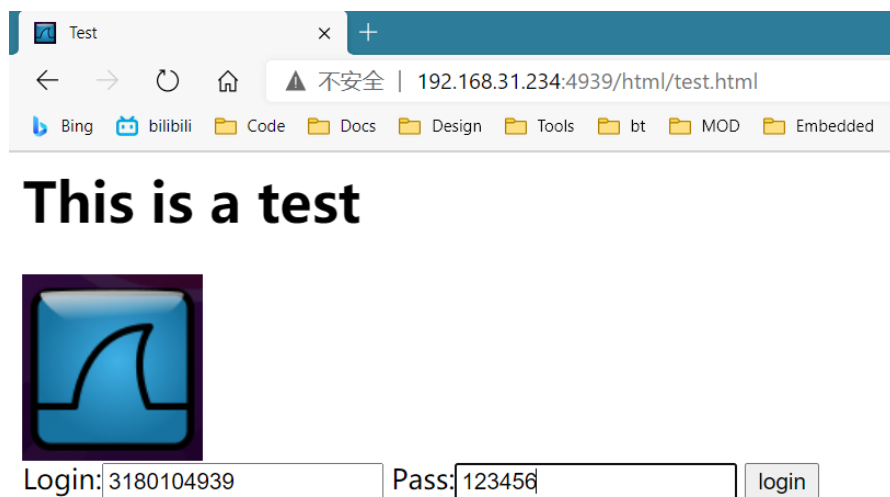 Test
不安全 | 192.168.31.234:4939/html/test.html
Bing bilibili Code Docs Design Tools bt MOD Embedded
This is a test
Login:3180104939 Pass:123456 login